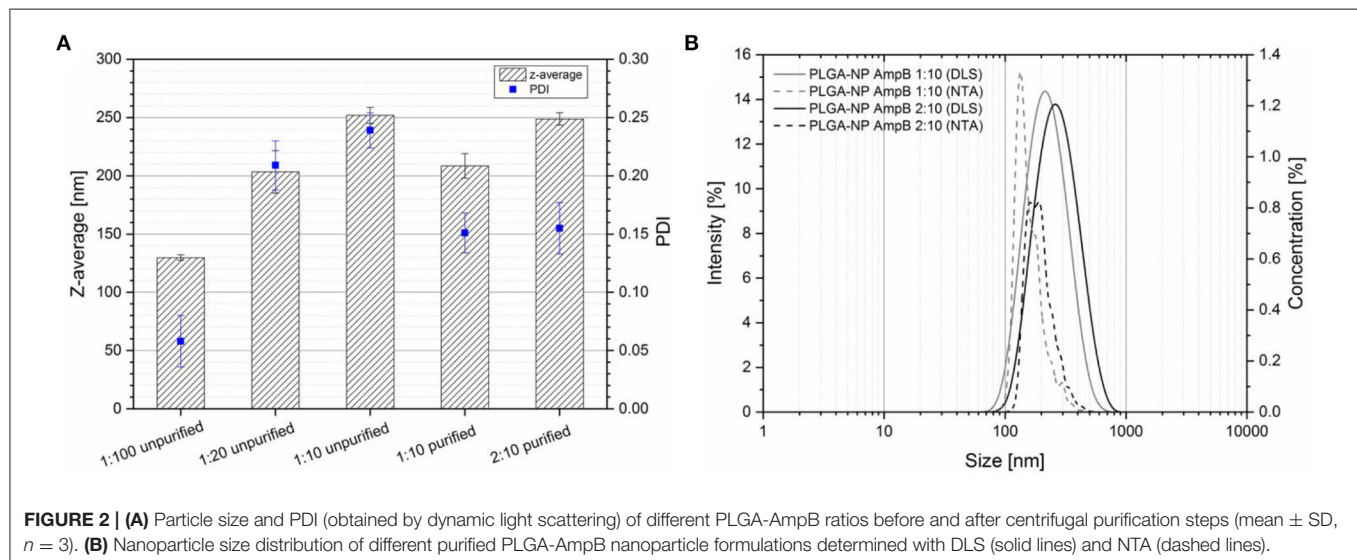 A
300
250
200
150
100
50
0
Z-average [nm]
z-average
PDI
0.30
0.25
0.20
0.15
0.10
0.05
0.00
PDI
1:100 unpurified
1:20 unpurified
1:10 unpurified
1:10 purified
2:10 purified
B
16
14
12
10
8
6
4
2
0
Intensity [%]
PLGA-NP AmpB 1:10 (DLS)
PLGA-NP AmpB 1:10 (NTA)
PLGA-NP AmpB 2:10 (DLS)
PLGA-NP AmpB 2:10 (NTA)
1.4
1.2
1.0
0.8
0.6
0.4
0.2
0.0
Concentration [%]
1 10 100 1000 10000
Size [nm]
FIGURE 2 | (A) Particle size and PDI (obtained by dynamic light scattering) of different PLGA-AmpB ratios before and after centrifugal purification steps (mean ± SD,
n = 3). (B) Nanoparticle size distribution of different purified PLGA-AmpB nanoparticle formulations determined with DLS (solid lines) and NTA (dashed lines).